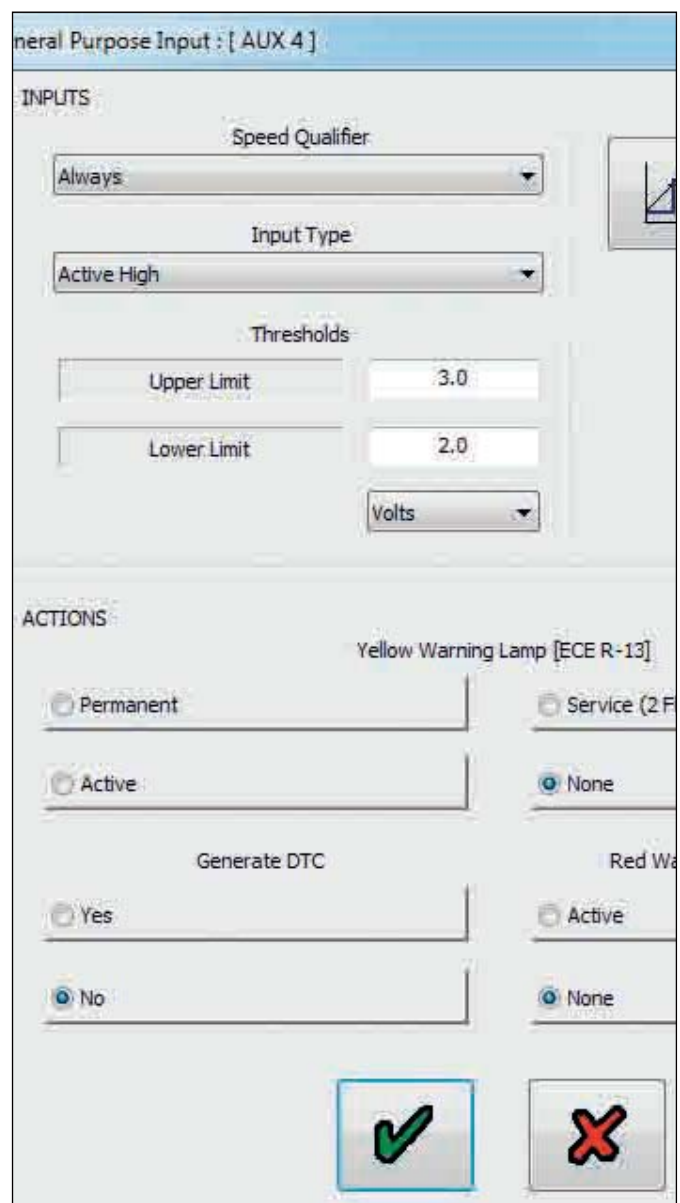 neral Purpose Input : [ AUX 4 ]
INPUTS
Speed Qualifier
Always
Input Type
Active High
Thresholds
Upper Limit 3.0
Lower Limit 2.0
Volts
ACTIONS
Yellow Warning Lamp [ECE R-13]
Permanent
Service (2 Fl
Active
None
Generate DTC
Red Wa
Yes
Active
No
None